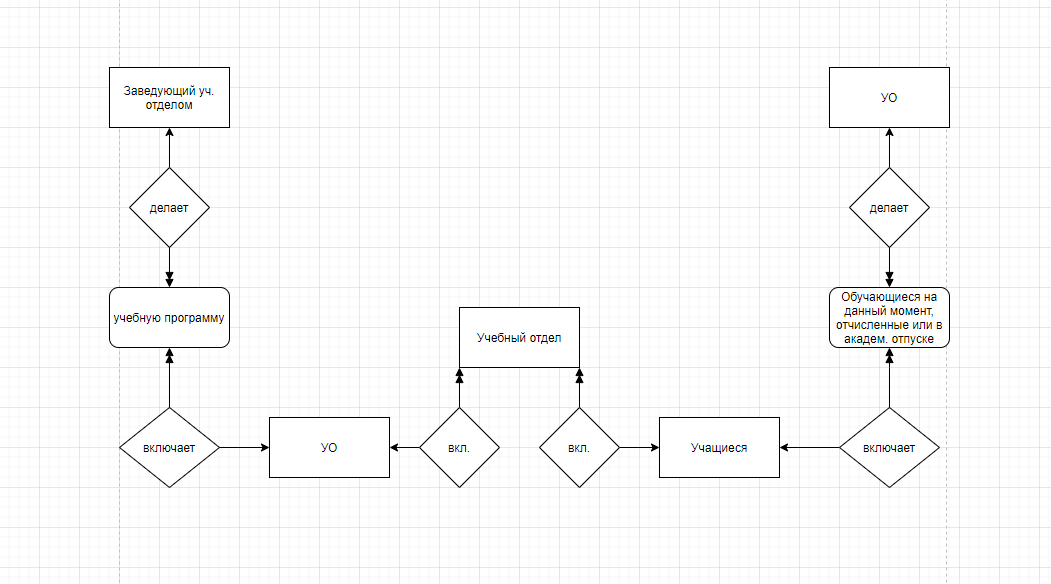 Заведующий уч.
отделом
УО
делает
делает
учебную программу
Обучающиеся на
данный момент,
отчисленные или в
академ. отпуске
Учебный отдел
включает
УО
вкл.
вкл.
Учащиеся
включает